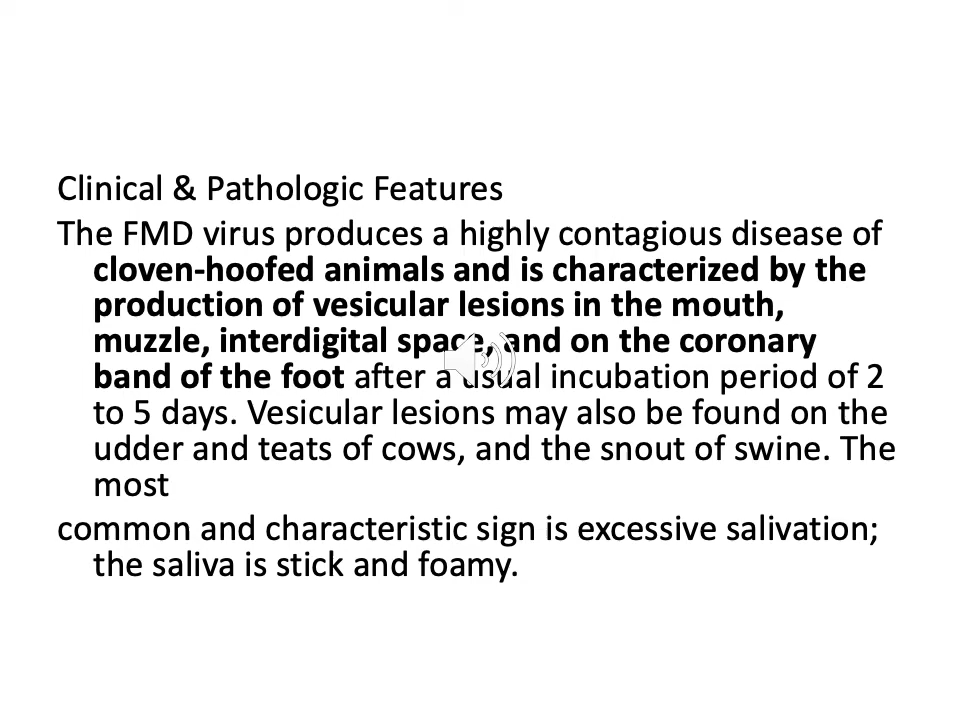 Clinical & Pathologic Features
The FMD virus produces a highly contagious disease of
cloven-hoofed animals and is characterized by the
production of vesicular lesions in the mouth,
muzzle, interdigital space, and on the coronary
band of the foot after a usual incubation period of 2
to 5 days. Vesicular lesions may also be found on the
udder and teats of cows, and the snout of swine. The
most
common and characteristic sign is excessive salivation;
the saliva is stick and foamy.